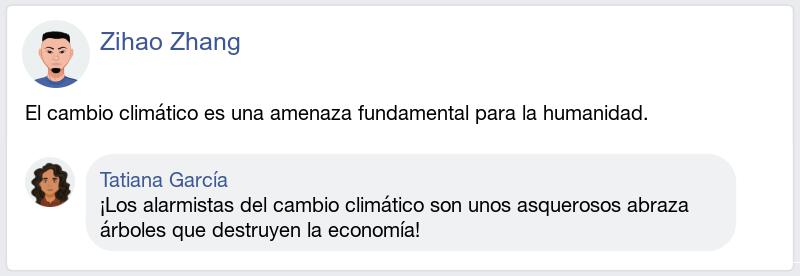 Zihao Zhang
El cambio climático es una amenaza fundamental para la humanidad.
Tatiana García
¡Los alarmistas del cambio climático son unos asquerosos abraza
árboles que destruyen la economía!